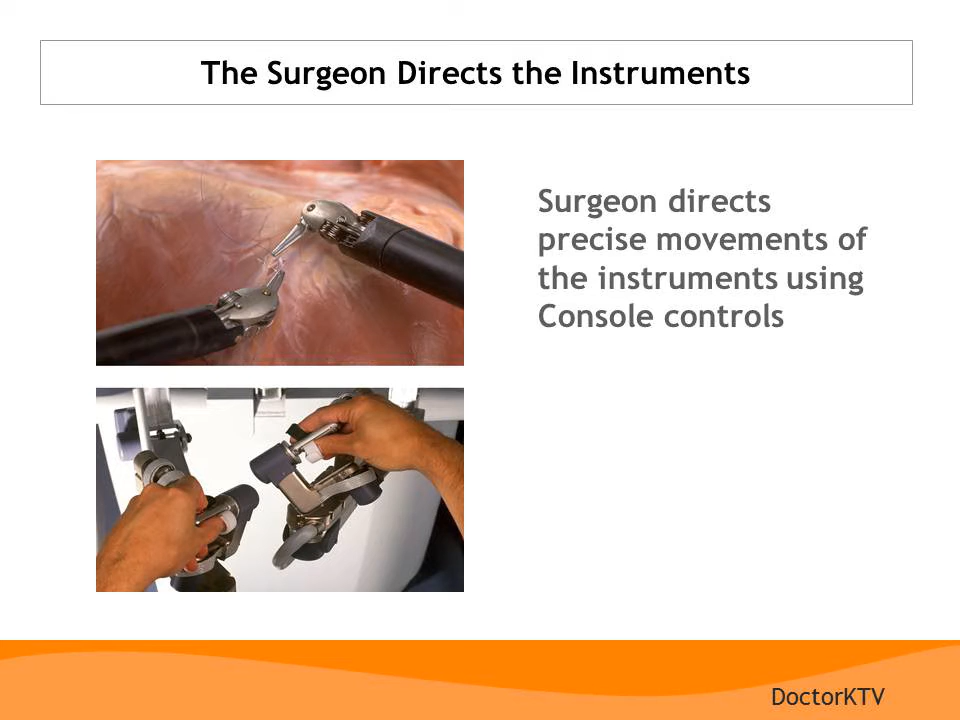 The Surgeon Directs the Instruments
Surgeon directs
precise movements of
the instruments using
Console controls
DoctorKTV